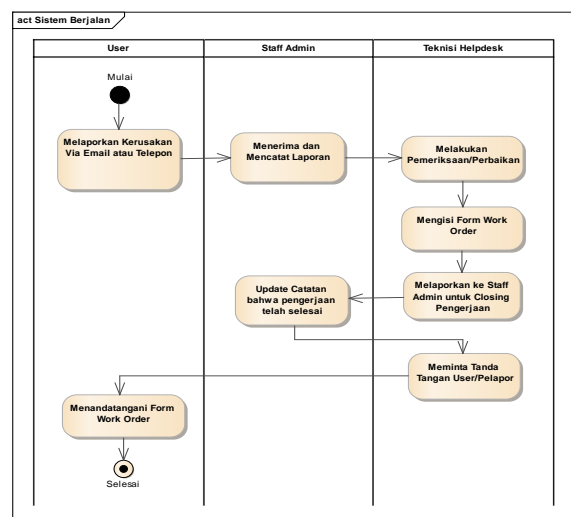 act Sistem Berjalan
User
Staff Admin
Teknisi Helpdesk
Mulai
Melaporkan Kerusakan
Via Email atau Telepon
Menerima dan
Mencatat Laporan
Melakukan
Pemeriksaan/Perbaikan
Mengisi Form Work
Order
Melaporkan ke Staff
Admin untuk Closing
Pengerjaan
Update Catatan
bahwa pengerjaan
telah selesai
Meminta Tanda
Tangan User/Pelapor
Menandatangani Form
Work Order
Selesai